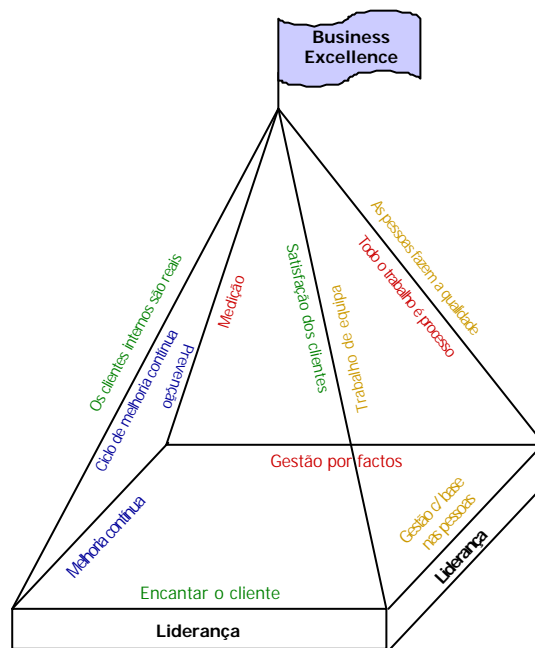 Business
Excellence
As pessoas fazem a qualidade
Todo o trabalho é processo
Os clientes internos são reais
Ciclo de melhoria contínua
Prevenção
Medição
Satisfação dos clientes
Trabalho de equipa
Gestão por factos
Melhoria contínua
Gestão c/ base
nas pessoas
Encantar o cliente
Liderança
Liderança